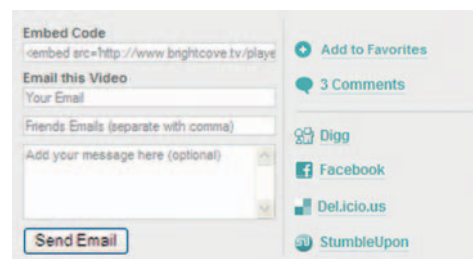 Embed Code
<embed src='http://www.brightcove.tv/playe
Email this Video
Your Email
Friends Emails (separate with comma)
Add your message here (optional)
Send Email
Add to Favorites
3 Comments
Digg
Facebook
Del.icio.us
StumbleUpon